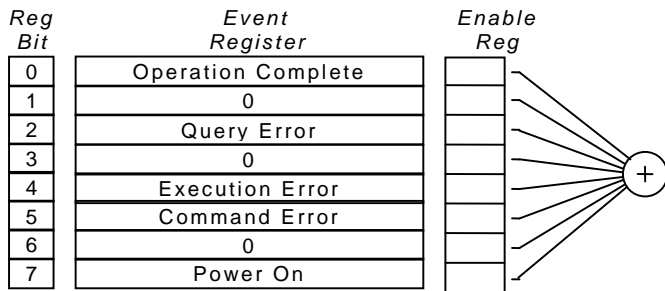 Reg Event Enable
Bit Register Reg
0 Operation Complete
1 0
2 Query Error
3 0
4 Execution Error
5 Command Error
6 0
7 Power On
+